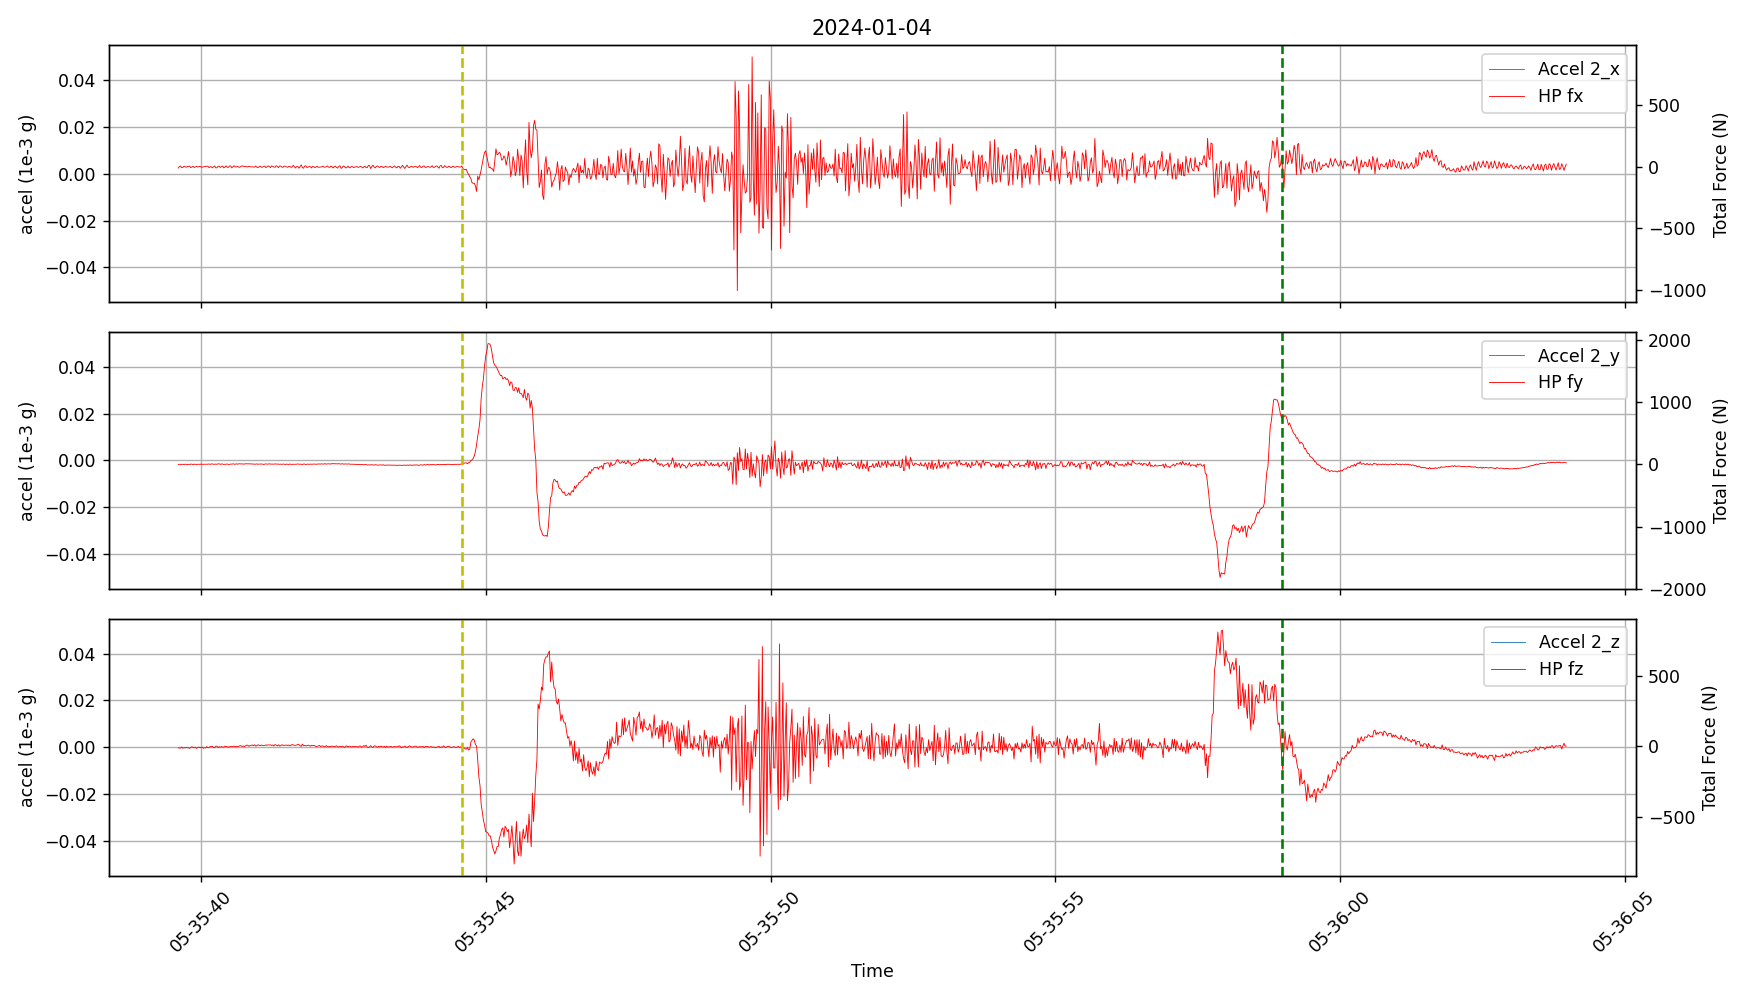 2024-01-04
accel (1e-3 g)
0.04
0.02
0.00
−0.02
−0.04
Accel 2_x
HP fx
500
0
−500
−1000
Total Force (N)
accel (1e-3 g)
0.04
0.02
0.00
−0.02
−0.04
Accel 2_y
HP fy
2000
1000
0
−1000
−2000
Total Force (N)
accel (1e-3 g)
0.04
0.02
0.00
−0.02
−0.04
Accel 2_z
HP fz
500
0
−500
Total Force (N)
05-35-40
05-35-45
05-35-50
05-35-55
05-36-00
05-36-05
Time